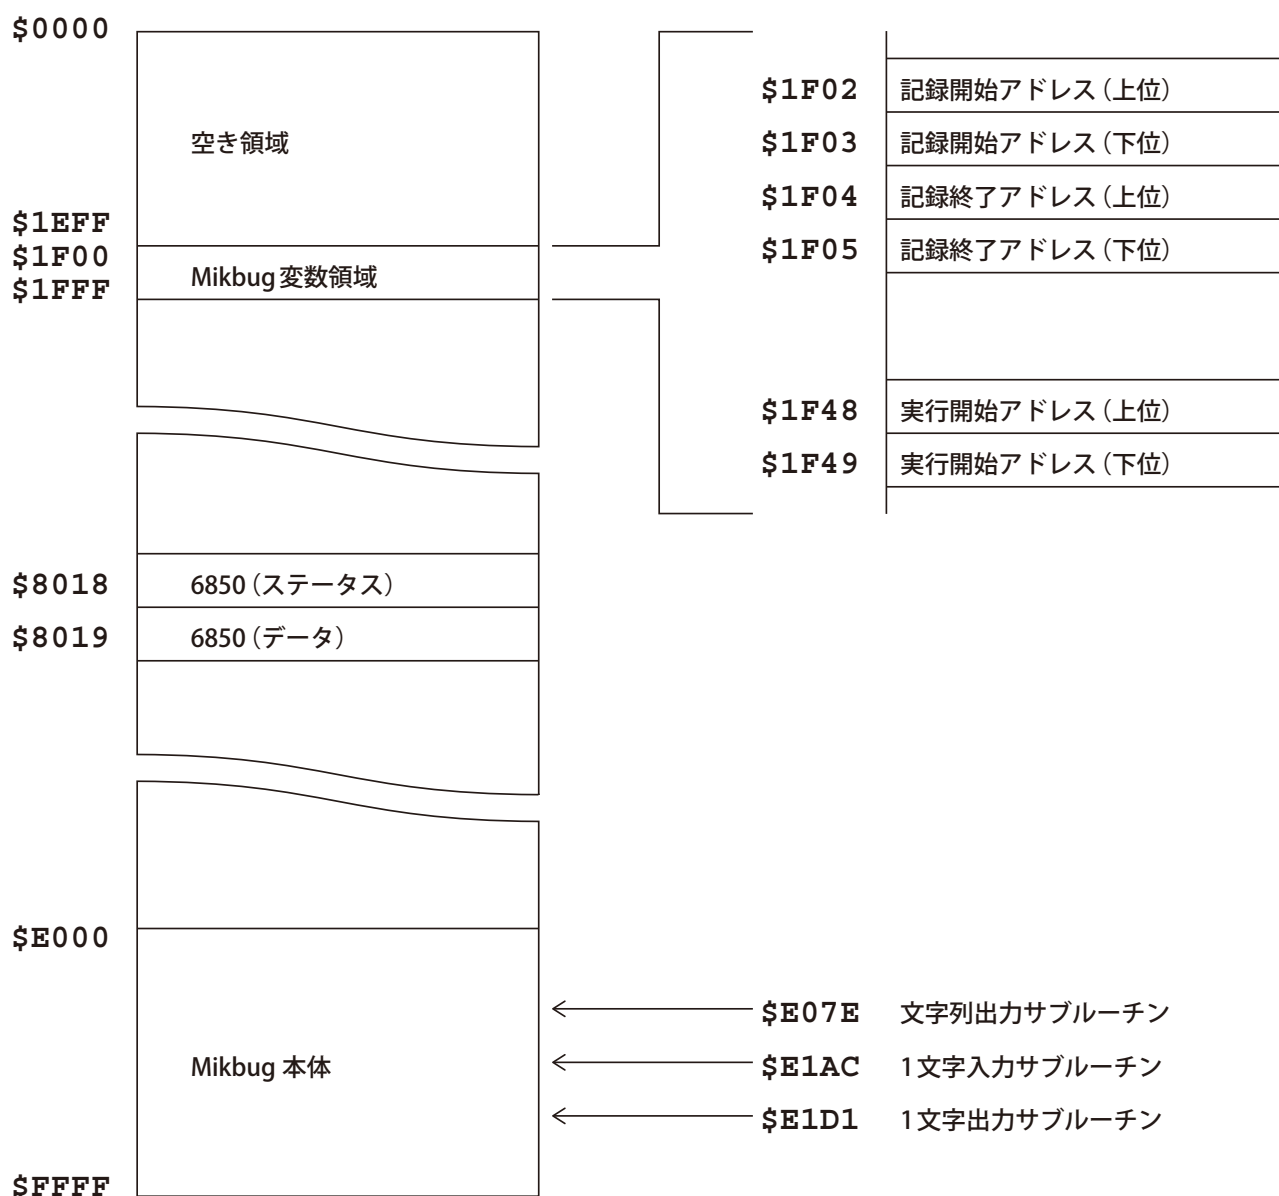 $0000
空き領域
$1EFF
$1F00
Mikbug変数領域
$1FFF
$1F02 記録開始アドレス（上位）
$1F03 記録開始アドレス（下位）
$1F04 記録終了アドレス（上位）
$1F05 記録終了アドレス（下位）
$1F48 実行開始アドレス（上位）
$1F49 実行開始アドレス（下位）
$8018 6850（ステータス）
$8019 6850（データ）
$E000
Mikbug 本体
$E07E 文字列出力サブルーチン
$E1AC 1文字入力サブルーチン
$E1D1 1文字出力サブルーチン
$FFFF